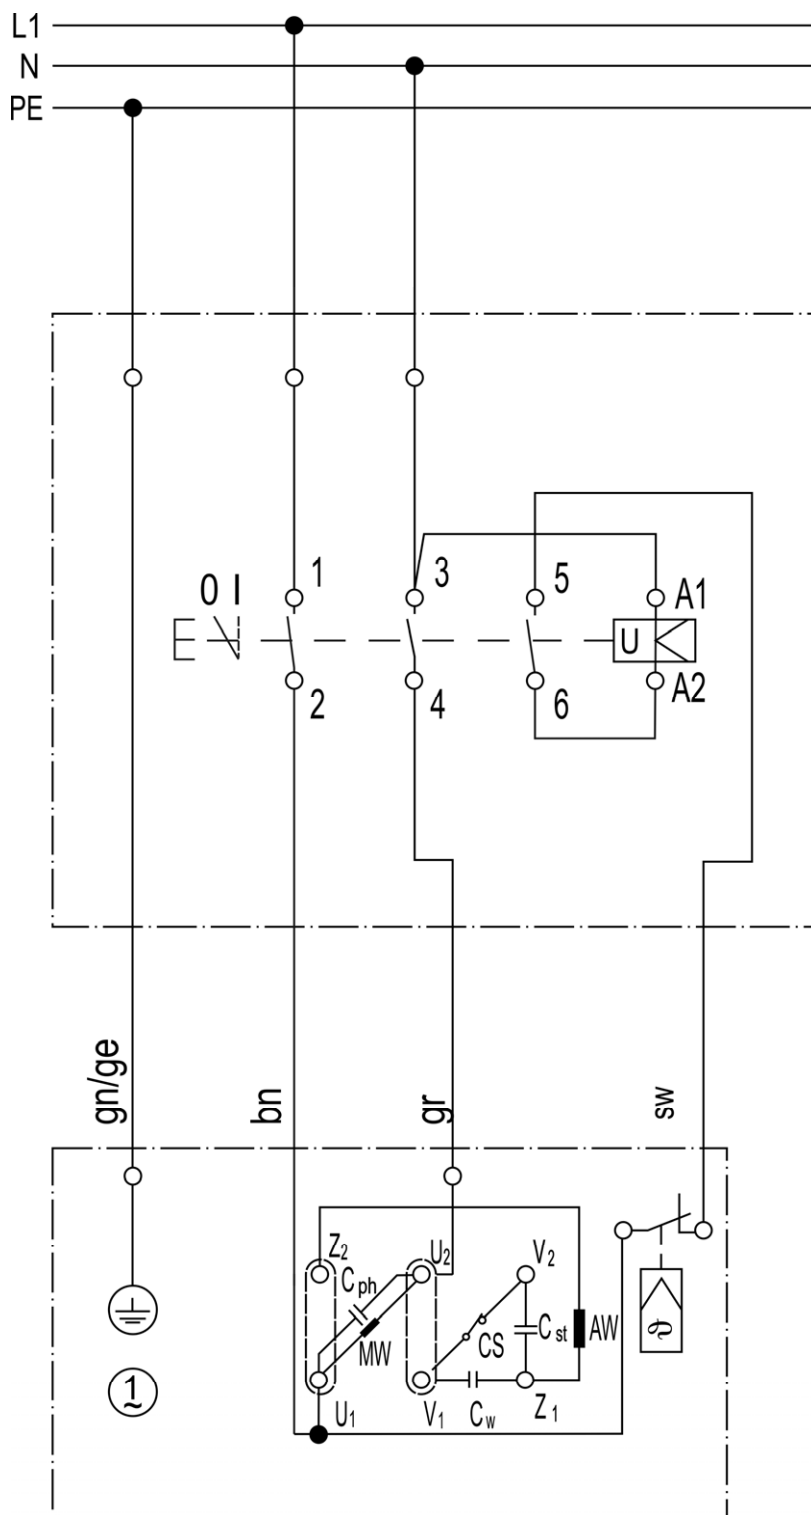 L1
N
PE
0 I
1
3
5
A1
U
2
4
6
A2
gn/ge
bn
gr
sw
Z2
Cph
U2
V2
MW
CS
Cst
AW
ϑ
1
~
U1
V1
Cw
Z1